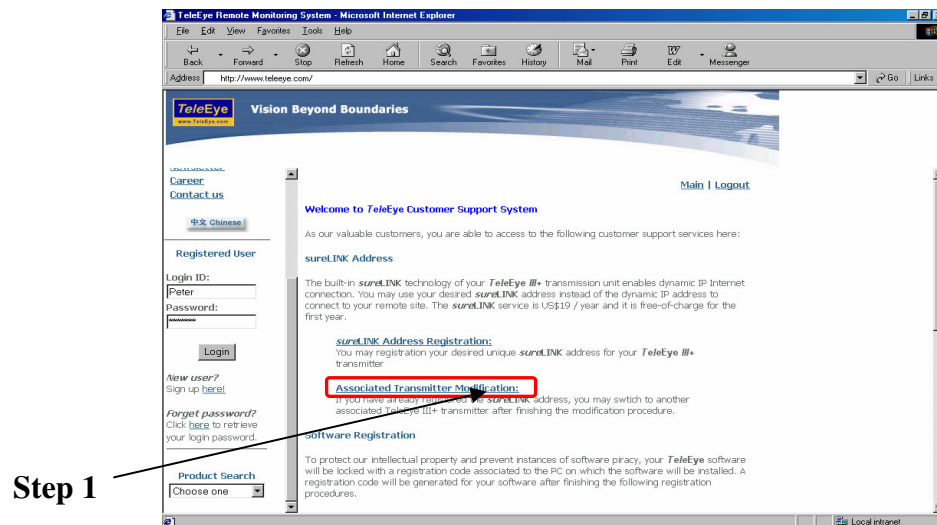 TeleEye Remote Monitoring System - Microsoft Internet Explorer
File Edit View Favorites Tools Help
Back Forward Stop Refresh Home Search Favorites History Mail Print Edit Messenger
Address http://www.teleeye.com/ Go Links
TeleEye Vision Beyond Boundaries
www.TeleEye.com
Career
Contact us
中文 Chinese
Registered User
Login ID:
Peter
Password:
********
Login
New user?
Sign up here!
Forget password?
Click here to retrieve
your login password.
Product Search
Choose one
Main | Logout
Welcome to TeleEye Customer Support System
As our valuable customers, you are able to access to the following customer support services here:
sureLINK Address
The built-in sureLINK technology of your TeleEye III+ transmission unit enables dynamic IP Internet
connection. You may use your desired sureLINK address instead of the dynamic IP address to
connect to your remote site. The sureLINK service is US$19 / year and it is free-of-charge for the
first year.
sureLINK Address Registration:
You may registration your desired unique sureLINK address for your TeleEye III+
transmitter
Associated Transmitter Modification:
If you have already registered the sureLINK address, you may swtich to another
associated TeleEye III+ transmitter after finishing the modification procedure.
Software Registration
To protect our intellectual property and prevent instances of software piracy, your TeleEye software
will be locked with a registration code associated to the PC on which the software will be installed. A
registration code will be generated for your software after finishing the following registration
procedures.
Step 1
Local intranet